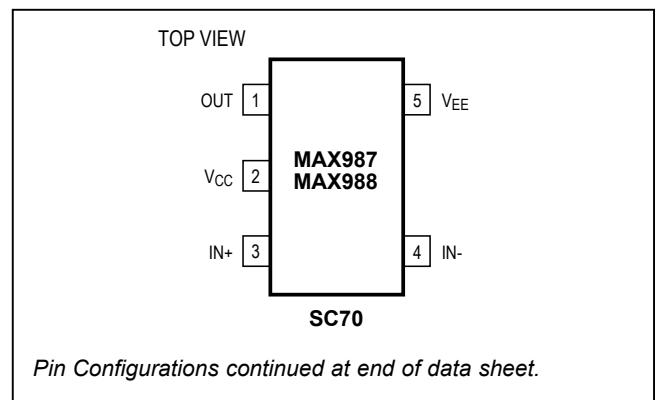 TOP VIEW
OUT 1
5 VEE
MAX987
MAX988
VCC 2
IN+ 3
4 IN-
SC70
Pin Configurations continued at end of data sheet.